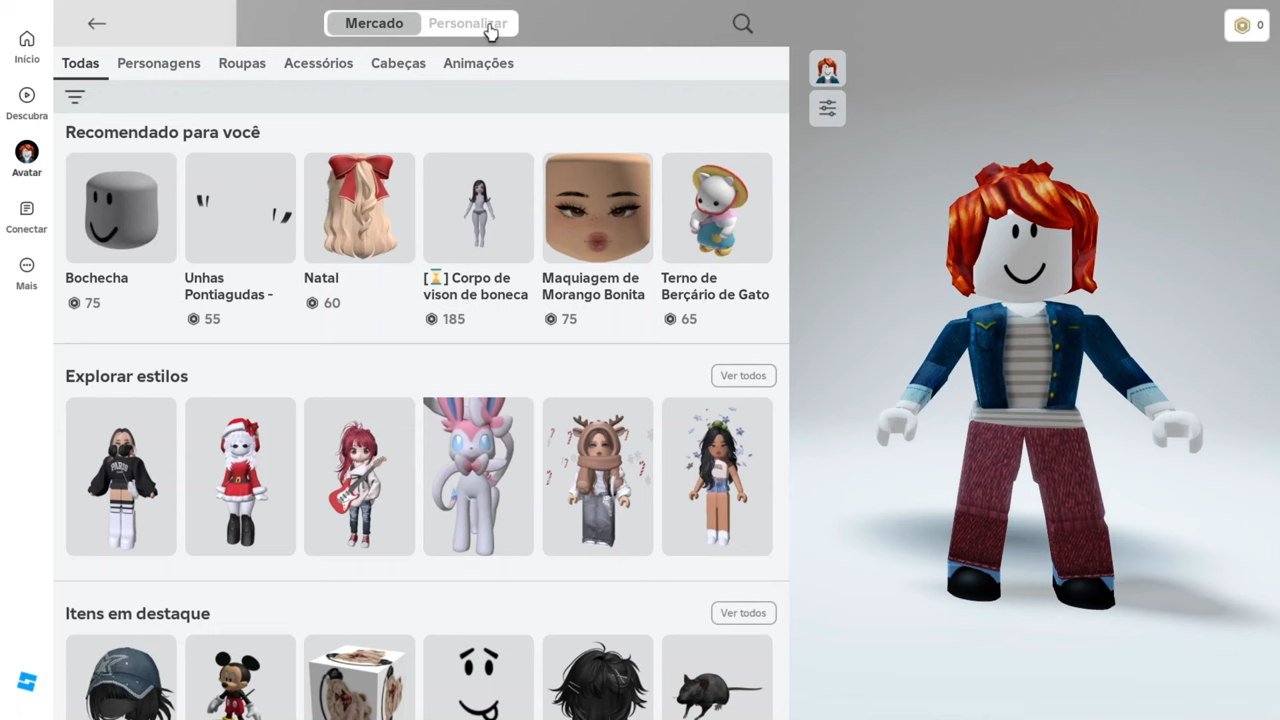 Mercado
Personalizar
0
Início
Descubra
Avatar
Conectar
Mais
Todas
Personagens
Roupas
Acessórios
Cabeças
Animações
Recomendado para você
Bochecha
75
Unhas
Pontiagudas -
55
Natal
60
[⏳] Corpo de
vison de boneca
185
Maquiagem de
Morango Bonita
75
Terno de
Berçário de Gato
65
Explorar estilos
Ver todos
PARIS
Itens em destaque
Ver todos